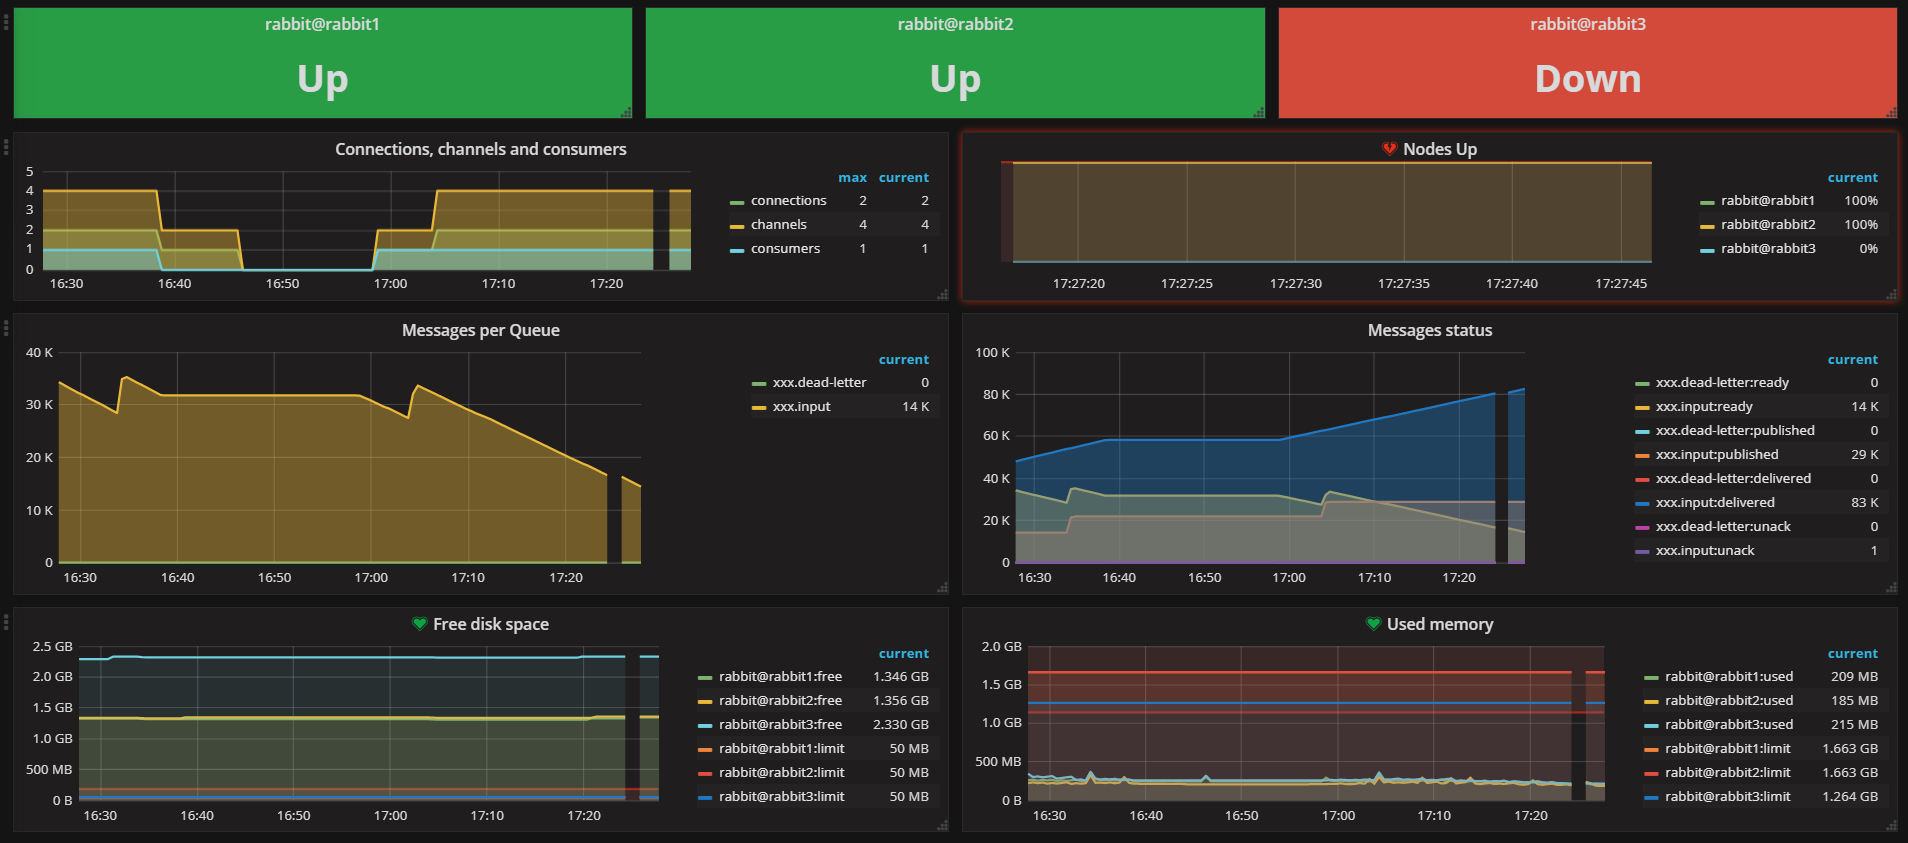 rabbit@rabbit1
Up
rabbit@rabbit2
Up
rabbit@rabbit3
Down
Connections, channels and consumers
5
4
3
2
1
0
16:30 16:40 16:50 17:00 17:10 17:20
max current
connections 2 2
channels 4 4
consumers 1 1
Nodes Up
17:27:20 17:27:25 17:27:30 17:27:35 17:27:40 17:27:45
current
rabbit@rabbit1 100%
rabbit@rabbit2 100%
rabbit@rabbit3 0%
Messages per Queue
40 K
30 K
20 K
10 K
0
16:30 16:40 16:50 17:00 17:10 17:20
current
xxx.dead-letter 0
xxx.input 14 K
Messages status
100 K
80 K
60 K
40 K
20 K
0
16:30 16:40 16:50 17:00 17:10 17:20
current
xxx.dead-letter:ready 0
xxx.input:ready 14 K
xxx.dead-letter:published 0
xxx.input:published 29 K
xxx.dead-letter:delivered 0
xxx.input:delivered 83 K
xxx.dead-letter:unack 0
xxx.input:unack 1
Free disk space
2.5 GB
2.0 GB
1.5 GB
1.0 GB
500 MB
0 B
16:30 16:40 16:50 17:00 17:10 17:20
current
rabbit@rabbit1:free 1.346 GB
rabbit@rabbit2:free 1.356 GB
rabbit@rabbit3:free 2.330 GB
rabbit@rabbit1:limit 50 MB
rabbit@rabbit2:limit 50 MB
rabbit@rabbit3:limit 50 MB
Used memory
2.0 GB
1.5 GB
1.0 GB
500 MB
0 B
16:30 16:40 16:50 17:00 17:10 17:20
current
rabbit@rabbit1:used 209 MB
rabbit@rabbit2:used 185 MB
rabbit@rabbit3:used 215 MB
rabbit@rabbit1:limit 1.663 GB
rabbit@rabbit2:limit 1.663 GB
rabbit@rabbit3:limit 1.264 GB